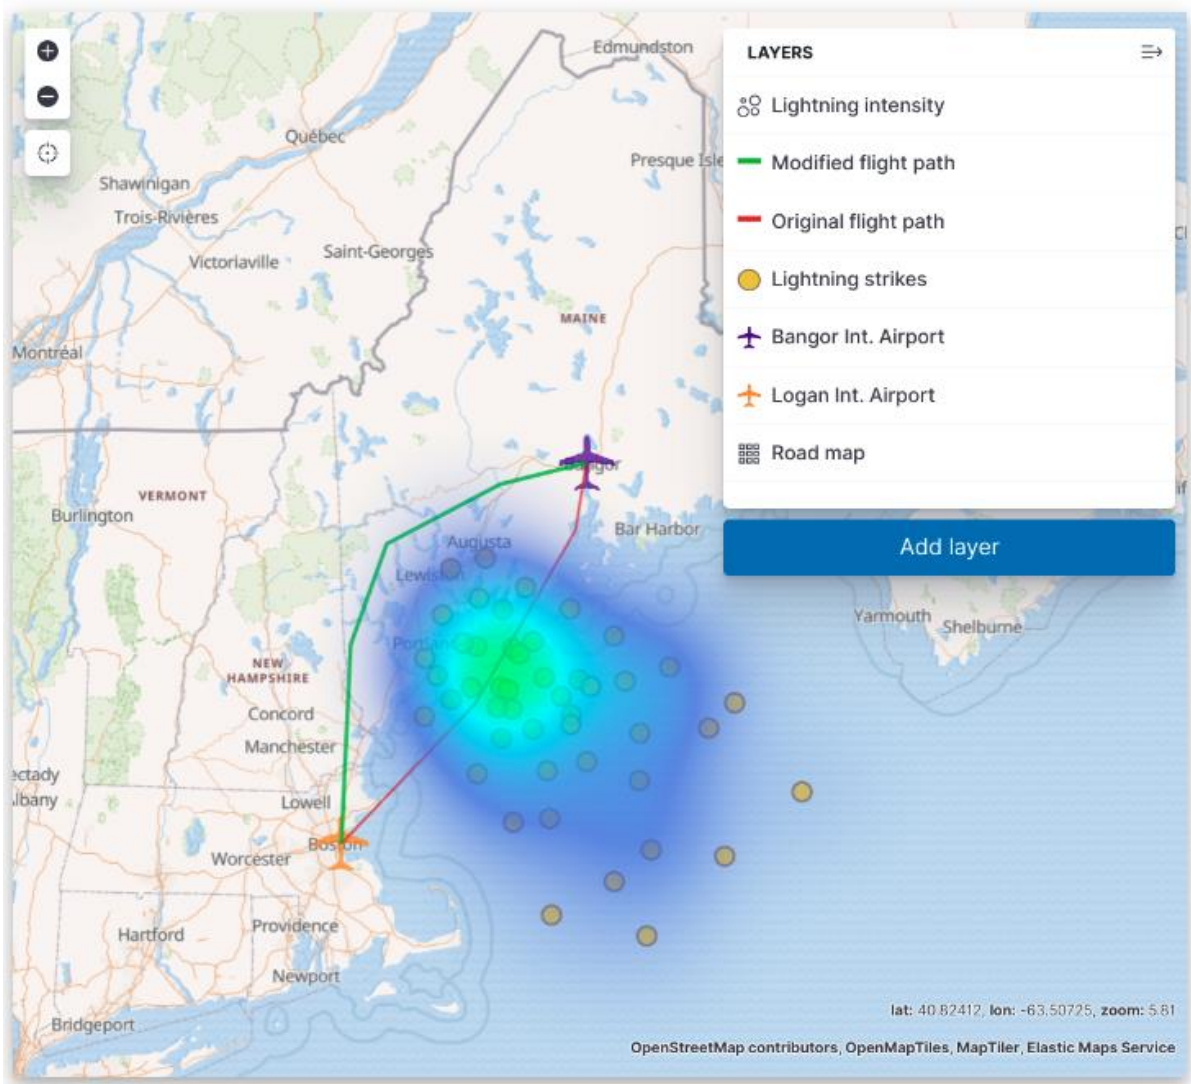 Edmundston
LAYERS
Lightning intensity
Québec
Presque Isle
Modified flight path
Shawinigan
Trois-Rivières
Original flight path
Saint-Georges
Victoriaville
Lightning strikes
MAINE
Bangor Int. Airport
Montréal
Logan Int. Airport
Road map
Bangor
VERMONT
Burlington
Bar Harbor
Augusta
Add layer
Lewiston
Yarmouth
Shelburne
Portland
NEW
HAMPSHIRE
Concord
Manchester
ectady
lbany
Lowell
Boston
Worcester
Hartford
Providence
Newport
lat: 40.82412, lon: -63.50725, zoom: 5.81
Bridgeport
OpenStreetMap contributors, OpenMapTiles, MapTiler, Elastic Maps Service